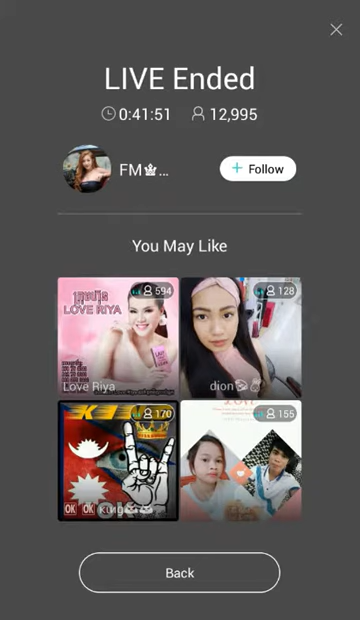 LIVE Ended
0:41:51 12,995
FM👑...
+ Follow
You May Like
594
128
LOVE RIYA
Love Riya
dion
170
155
OK OK
Back